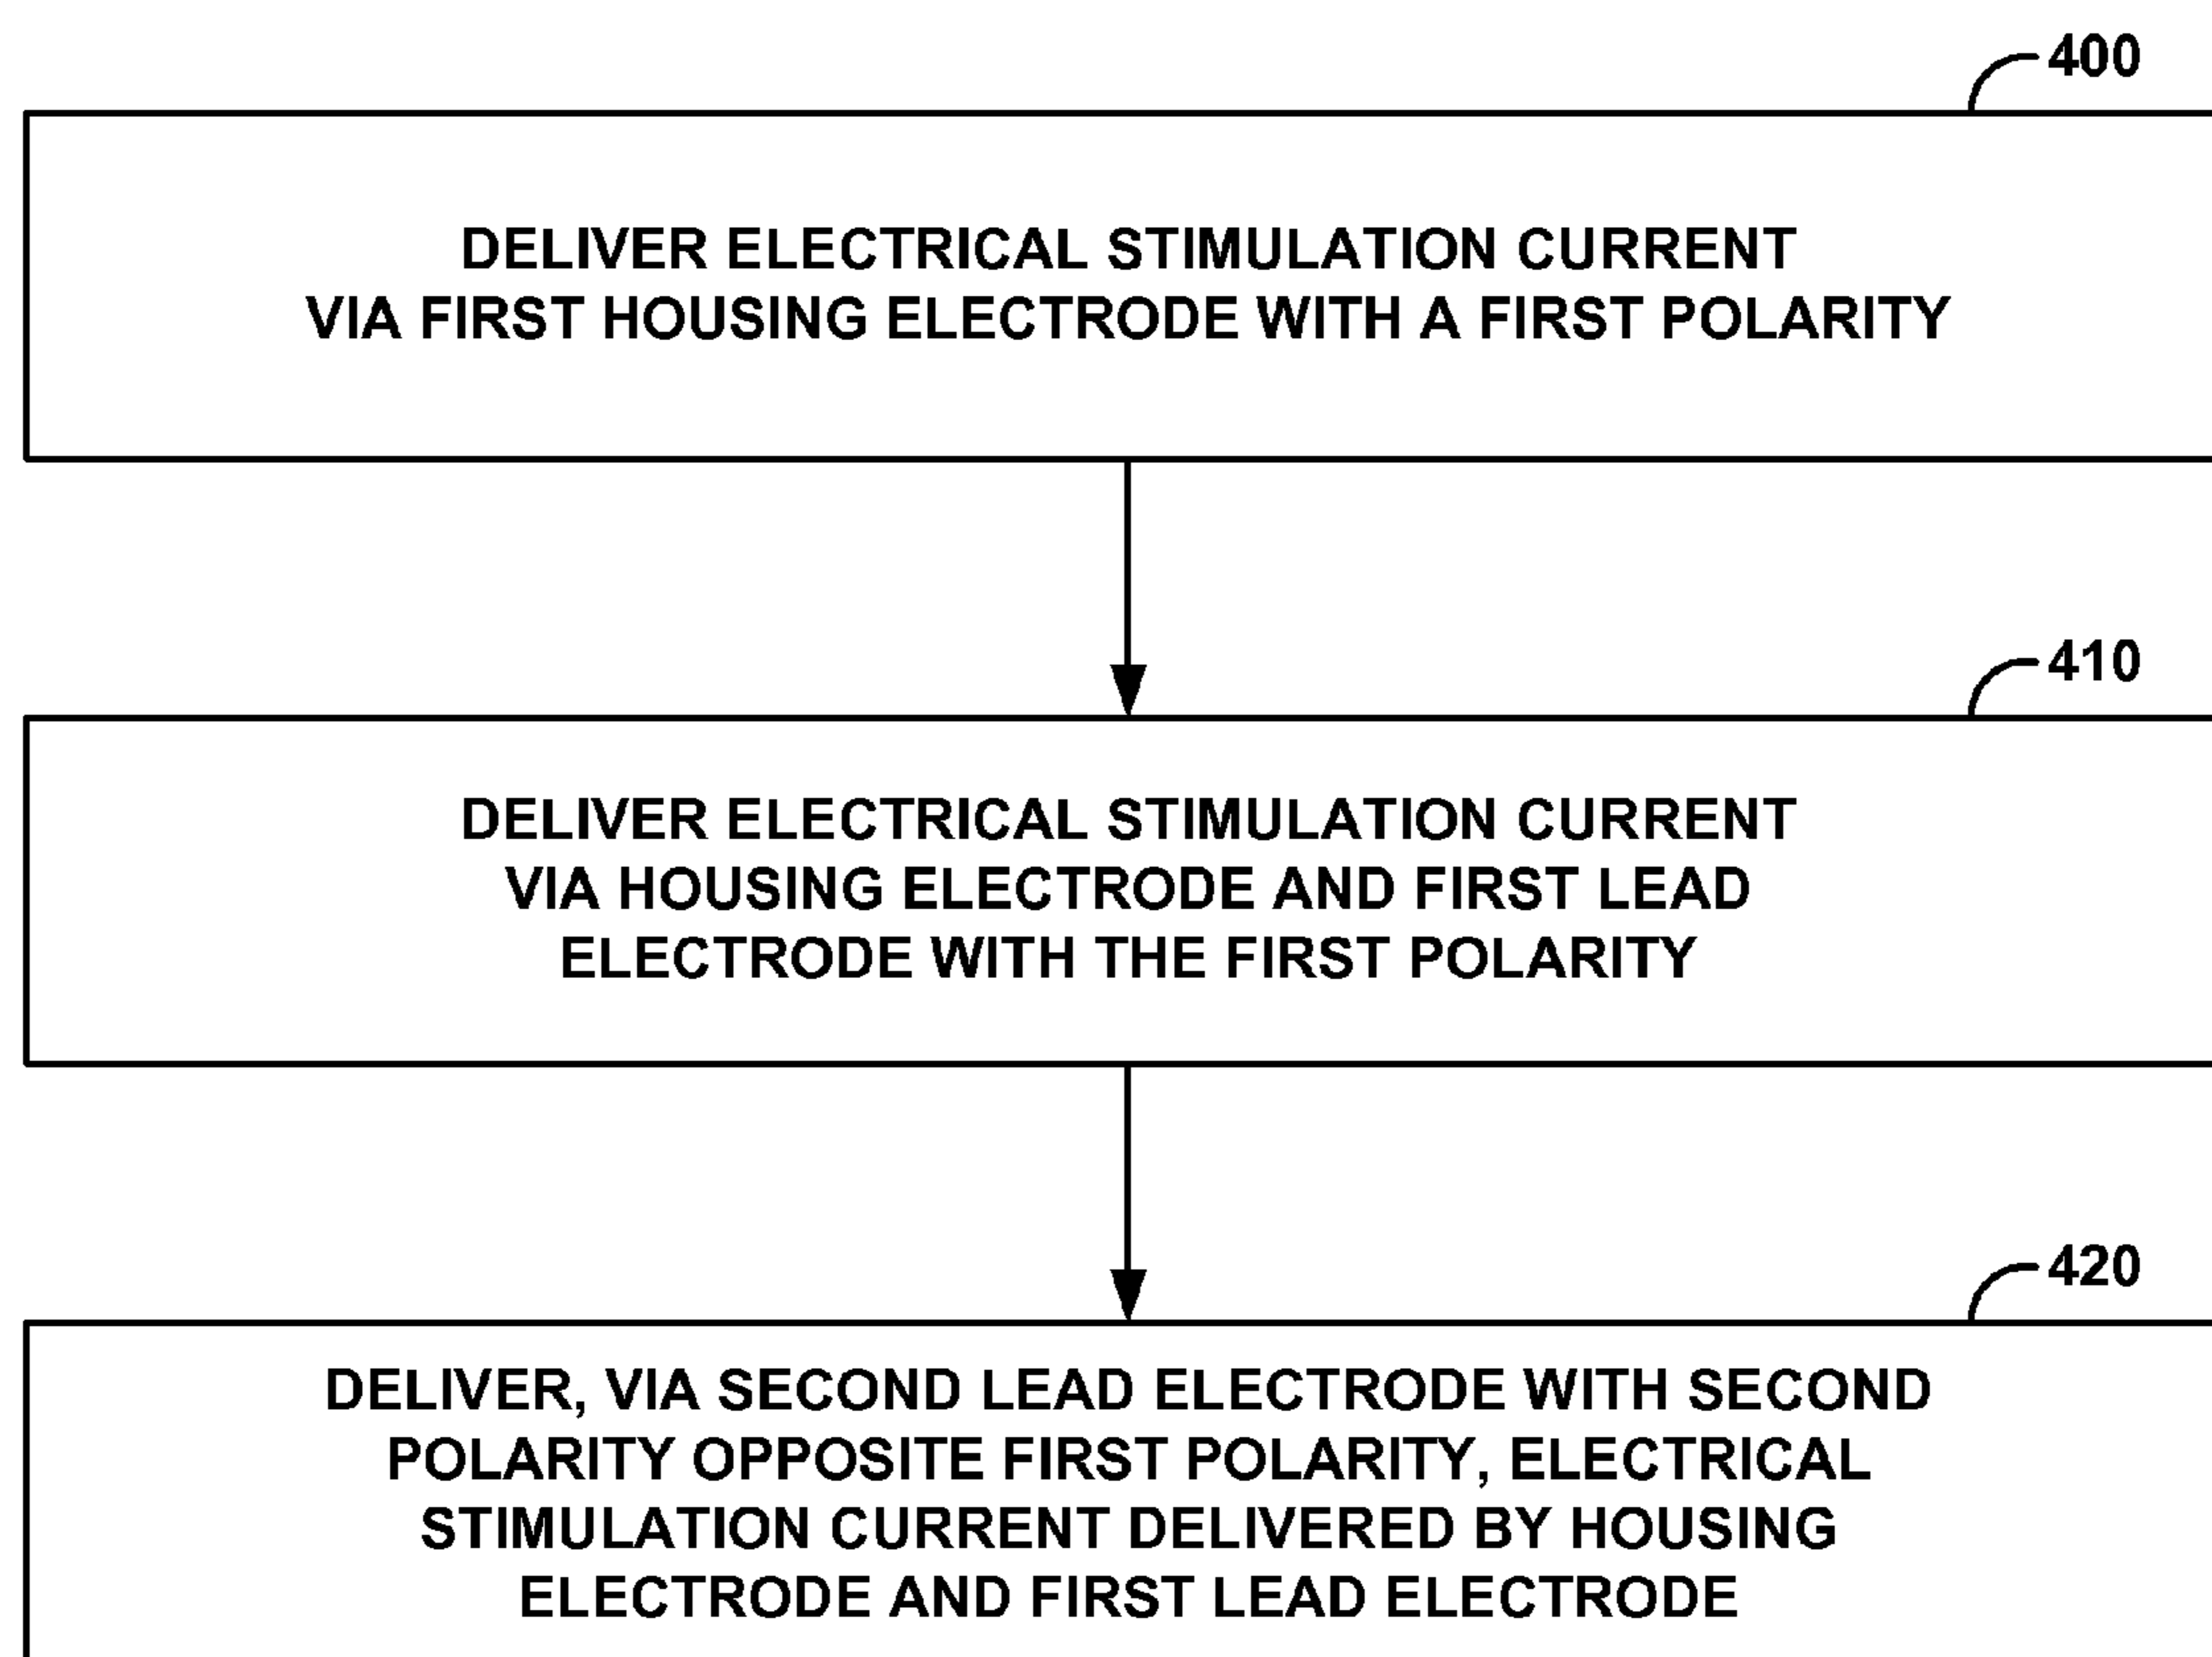 400
DELIVER ELECTRICAL STIMULATION CURRENT
VIA FIRST HOUSING ELECTRODE WITH A FIRST POLARITY
410
DELIVER ELECTRICAL STIMULATION CURRENT
VIA HOUSING ELECTRODE AND FIRST LEAD
ELECTRODE WITH THE FIRST POLARITY
420
DELIVER, VIA SECOND LEAD ELECTRODE WITH SECOND
POLARITY OPPOSITE FIRST POLARITY, ELECTRICAL
STIMULATION CURRENT DELIVERED BY HOUSING
ELECTRODE AND FIRST LEAD ELECTRODE